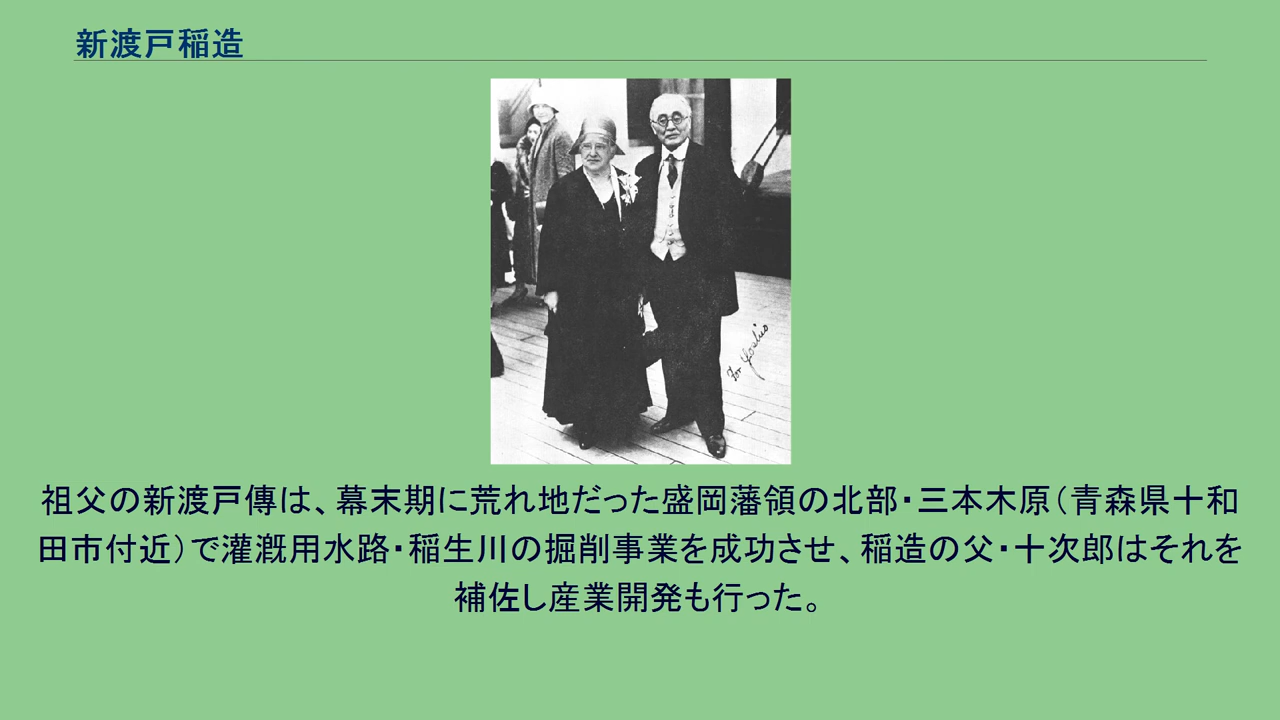 新渡戸稲造
For Yoshio
祖父の新渡戸傳は、幕末期に荒れ地だった盛岡藩領の北部・三本木原（青森県十和
田市付近）で灌漑用水路・稲生川の掘削事業を成功させ、稲造の父・十次郎はそれを
補佐し産業開発も行った。